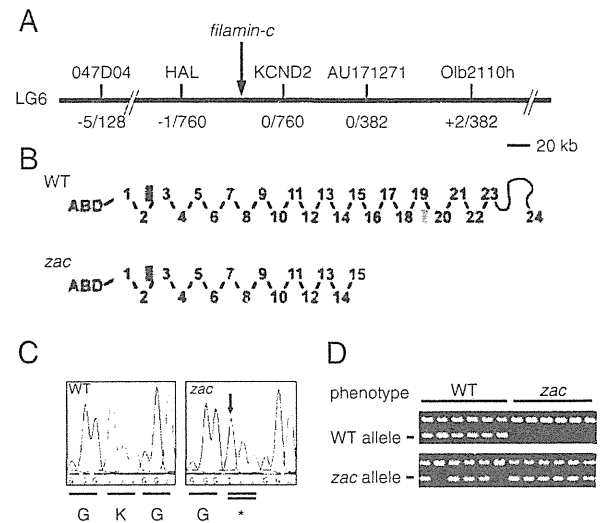 A
filamin-c
047D04 HAL KCND2 AU171271 Olb2110h
LG6
-5/128 -1/760 0/760 0/382 +2/382
20 kb
B
WT
1 3 5 7 9 11 13 15 17 19 21 23
ABD
2 4 6 8 10 12 14 16 18 20 22 24
zac
1 3 5 7 9 11 13 15
ABD
2 4 6 8 10 12 14
C
WT zac
G K G G *
D
phenotype WT zac
WT allele
zac allele